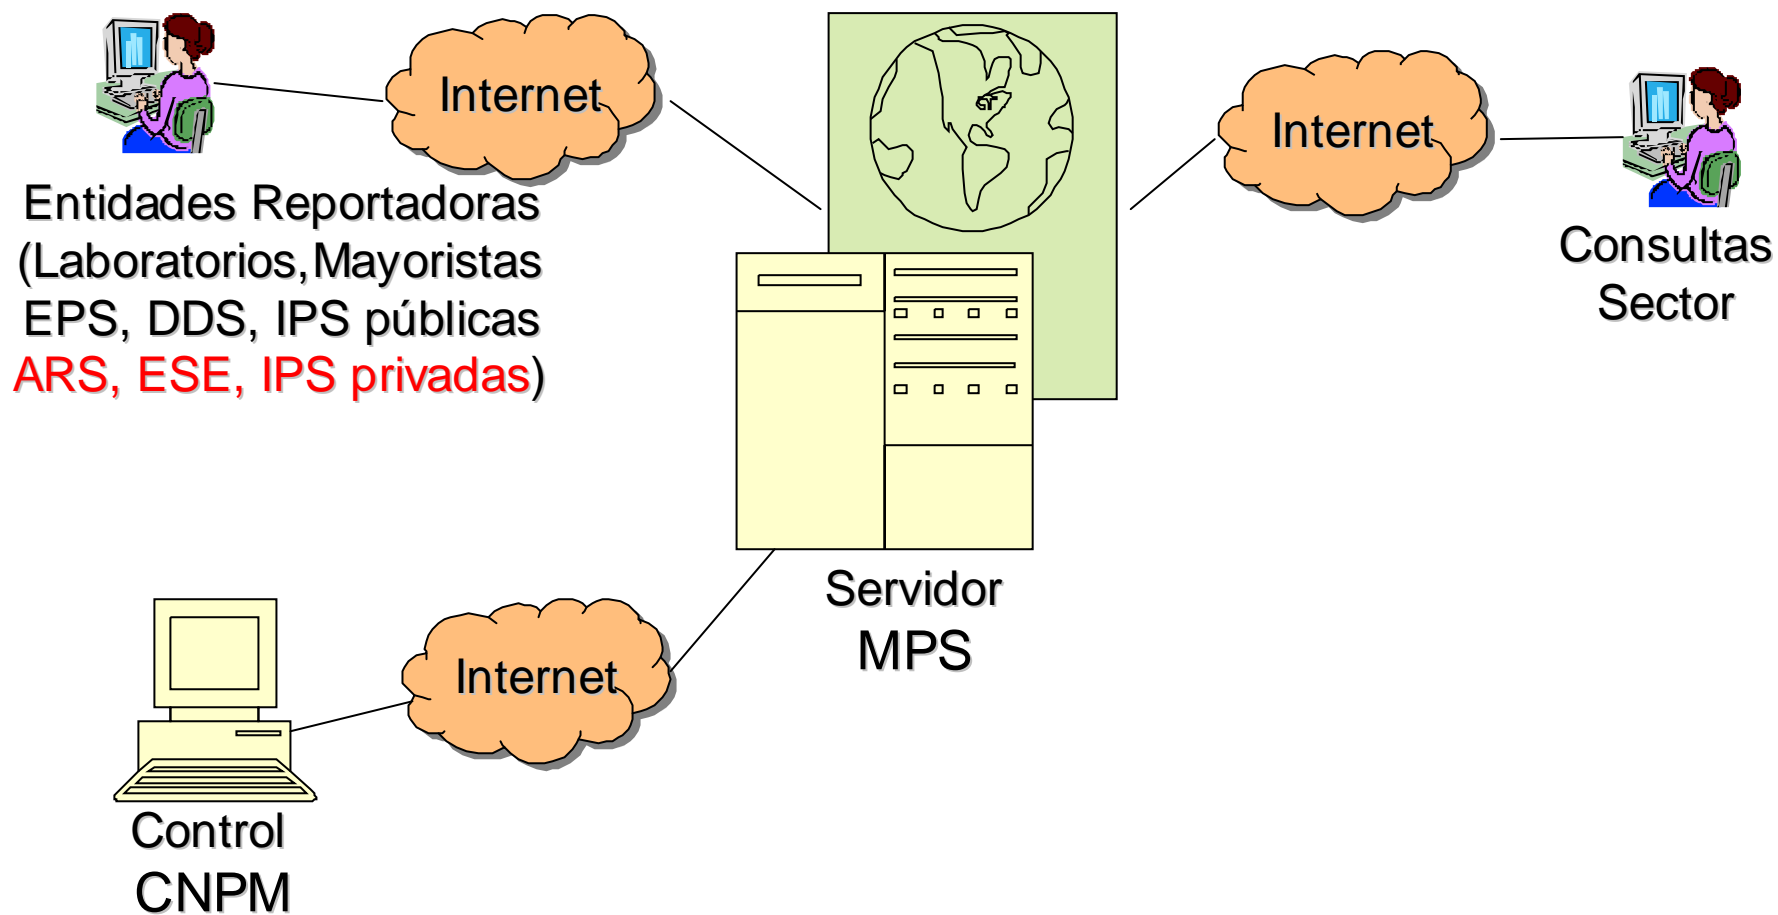 Internet
Entidades Reportadoras
(Laboratorios, Mayoristas
EPS, DDS, IPS públicas
ARS, ESE, IPS privadas)
Internet
Consultas
Sector
Servidor
MPS
Internet
Control
CNPM